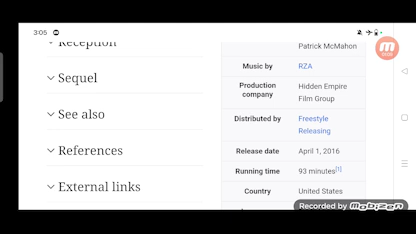 3:05
Reception
Sequel
See also
References
External links
Patrick McMahon
Music by RZA
Production company Hidden Empire Film Group
Distributed by Freestyle Releasing
Release date April 1, 2016
Running time 93 minutes[1]
Country United States
Recorded by mobizen